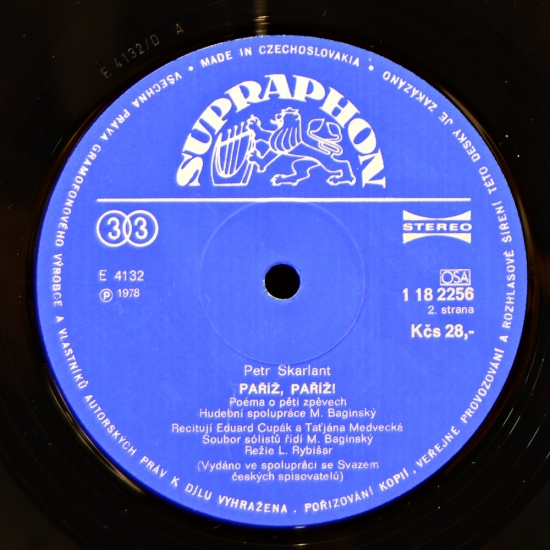 E 4132/D A
• MADE IN CZECHOSLOVAKIA •
VŠECHNA PRÁVA GRAMOFONOVÉHO VÝROBCE A VLASTNÍKŮ AUTORSKÝCH PRÁV K DÍLU VYHRAŽENA. POŘIZOVÁNÍ KOPIÍ, VEŘEJNÉ PROVOZOVÁNÍ A ROZHLASOVÉ ŠÍŘENÍ TÉTO DESKY JE ZAKÁZÁNO
SUPRAPHON
33
STEREO
E 4132
OSA
℗ 1978
1 18 2256
2. strana
Kčs 28,-
Petr Skarlant
PAŘÍŽ, PAŘÍŽ!
Poéma o pěti zpěvech
Hudební spolupráce M. Baginský
Recitují Eduard Cupák a Taťjána Medvecká
Soubor sólistů řídí M. Baginský
Režie L. Rybišar
(Vydáno ve spolupráci se Svazem
českých spisovatelů)